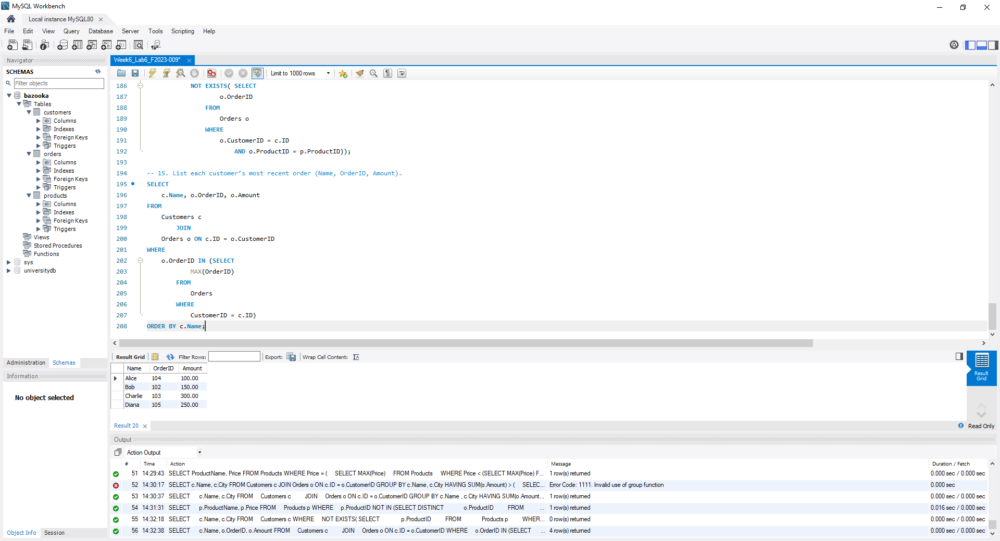 MySQL Workbench
Local instance MySQL80
File Edit View Query Database Server Tools Scripting Help
Navigator
SCHEMAS
Filter objects
bazooka
Tables
customers
Columns
Indexes
Foreign Keys
Triggers
orders
Columns
Indexes
Foreign Keys
Triggers
products
Columns
Indexes
Foreign Keys
Triggers
Views
Stored Procedures
Functions
sys
universitydb
Administration Schemas
Information
No object selected
Object Info Session
Week6_Lab6_F2023-009*
Limit to 1000 rows
186 NOT EXISTS( SELECT
187 o.OrderID
188 FROM
189 Orders o
190 WHERE
191 o.CustomerID = c.ID
192 AND o.ProductID = p.ProductID));
193
194 -- 15. List each customer’s most recent order (Name, OrderID, Amount).
195 SELECT
196 c.Name, o.OrderID, o.Amount
197 FROM
198 Customers c
199 JOIN
200 Orders o ON c.ID = o.CustomerID
201 WHERE
202 o.OrderID IN (SELECT
203 MAX(OrderID)
204 FROM
205 Orders
206 WHERE
207 CustomerID = c.ID)
208 ORDER BY c.Name;
Result Grid Filter Rows: Export: Wrap Cell Content:
Name OrderID Amount
Alice 104 100.00
Bob 102 150.00
Charlie 103 300.00
Diana 105 250.00
Result Grid
Result 20
Read Only
Output
Action Output
# Time Action Message Duration / Fetch
51 14:29:43 SELECT ProductName, Price FROM Products WHERE Price = ( SELECT MAX(Price) FROM Products WHERE Price < (SELECT MAX(Price) F... 1 row(s) returned 0.000 sec / 0.000 sec
52 14:30:17 SELECT c.Name, c.City FROM Customers c JOIN Orders o ON c.ID = o.CustomerID GROUP BY c.Name, c.City HAVING SUM(o.Amount) > ( SELEC... Error Code: 1111. Invalid use of group function 0.000 sec
53 14:30:37 SELECT c.Name, c.City FROM Customers c JOIN Orders o ON c.ID = o.CustomerID GROUP BY c.Name , c.City HAVING SUM(o.Amount... 1 row(s) returned 0.000 sec / 0.000 sec
54 14:31:31 SELECT p.ProductName, p.Price FROM Products p WHERE p.ProductID NOT IN (SELECT DISTINCT o.ProductID FROM ... 1 row(s) returned 0.016 sec / 0.000 sec
55 14:32:18 SELECT c.Name, c.City FROM Customers c WHERE NOT EXISTS( SELECT p.ProductID FROM Products p WHER... 0 row(s) returned 0.000 sec / 0.000 sec
56 14:32:38 SELECT c.Name, o.OrderID, o.Amount FROM Customers c JOIN Orders o ON c.ID = o.CustomerID WHERE o.OrderID IN (SELECT ... 4 row(s) returned 0.000 sec / 0.000 sec